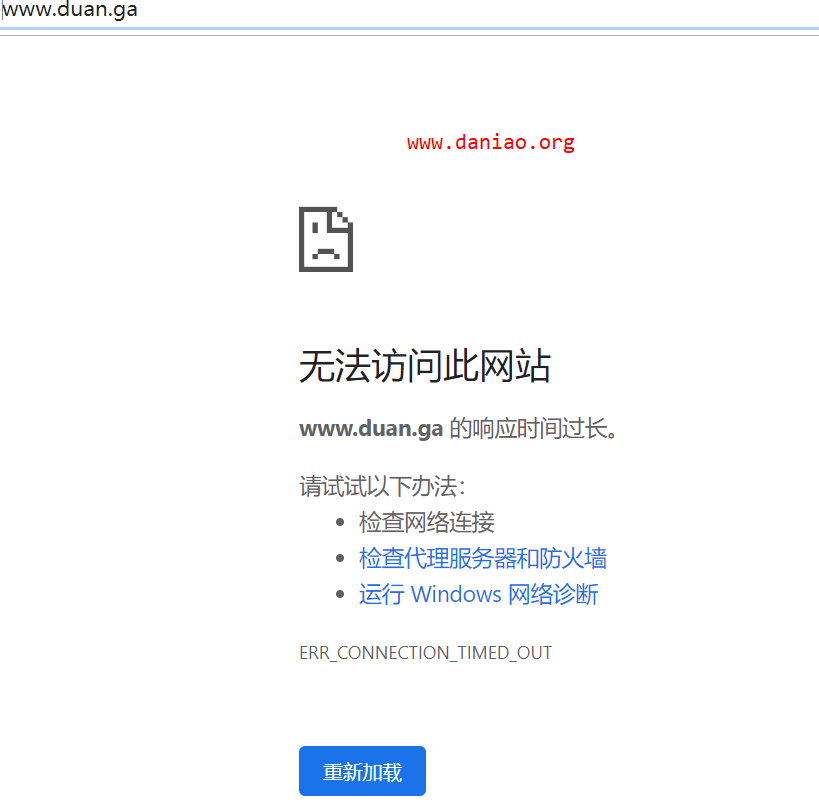 www.duan.ga
www.daniao.org
无法访问此网站
www.duan.ga 的响应时间过长。
请试试以下办法：
检查网络连接
检查代理服务器和防火墙
运行 Windows 网络诊断
ERR_CONNECTION_TIMED_OUT
重新加载